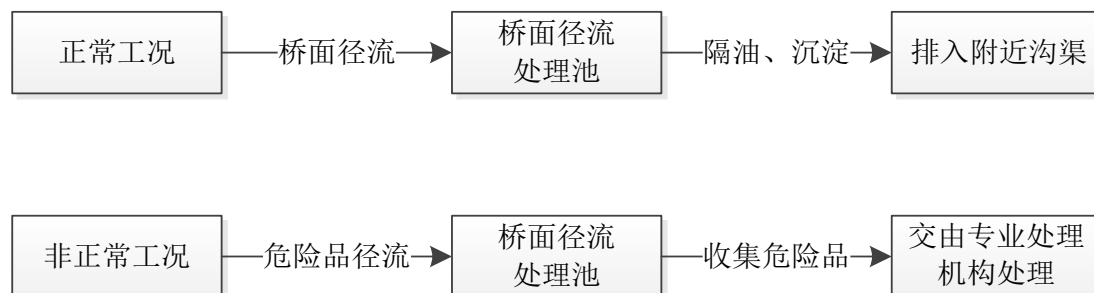 正常工况
桥面径流
桥面径流
处理池
隔油、沉淀
排入附近沟渠
非正常工况
危险品径流
桥面径流
处理池
收集危险品
交由专业处理
机构处理